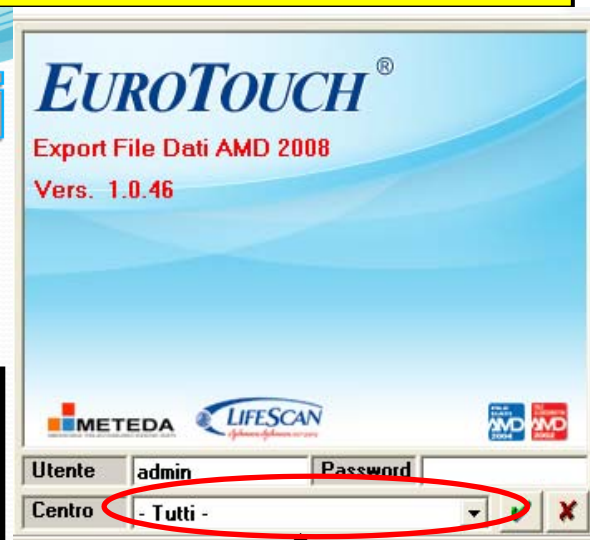 EUROTOUCH ®
Export File Dati AMD 2008
Vers. 1.0.46
METEDA LIFESCAN AMD AMD
2004 2002
Utente admin Password
Centro - Tutti -